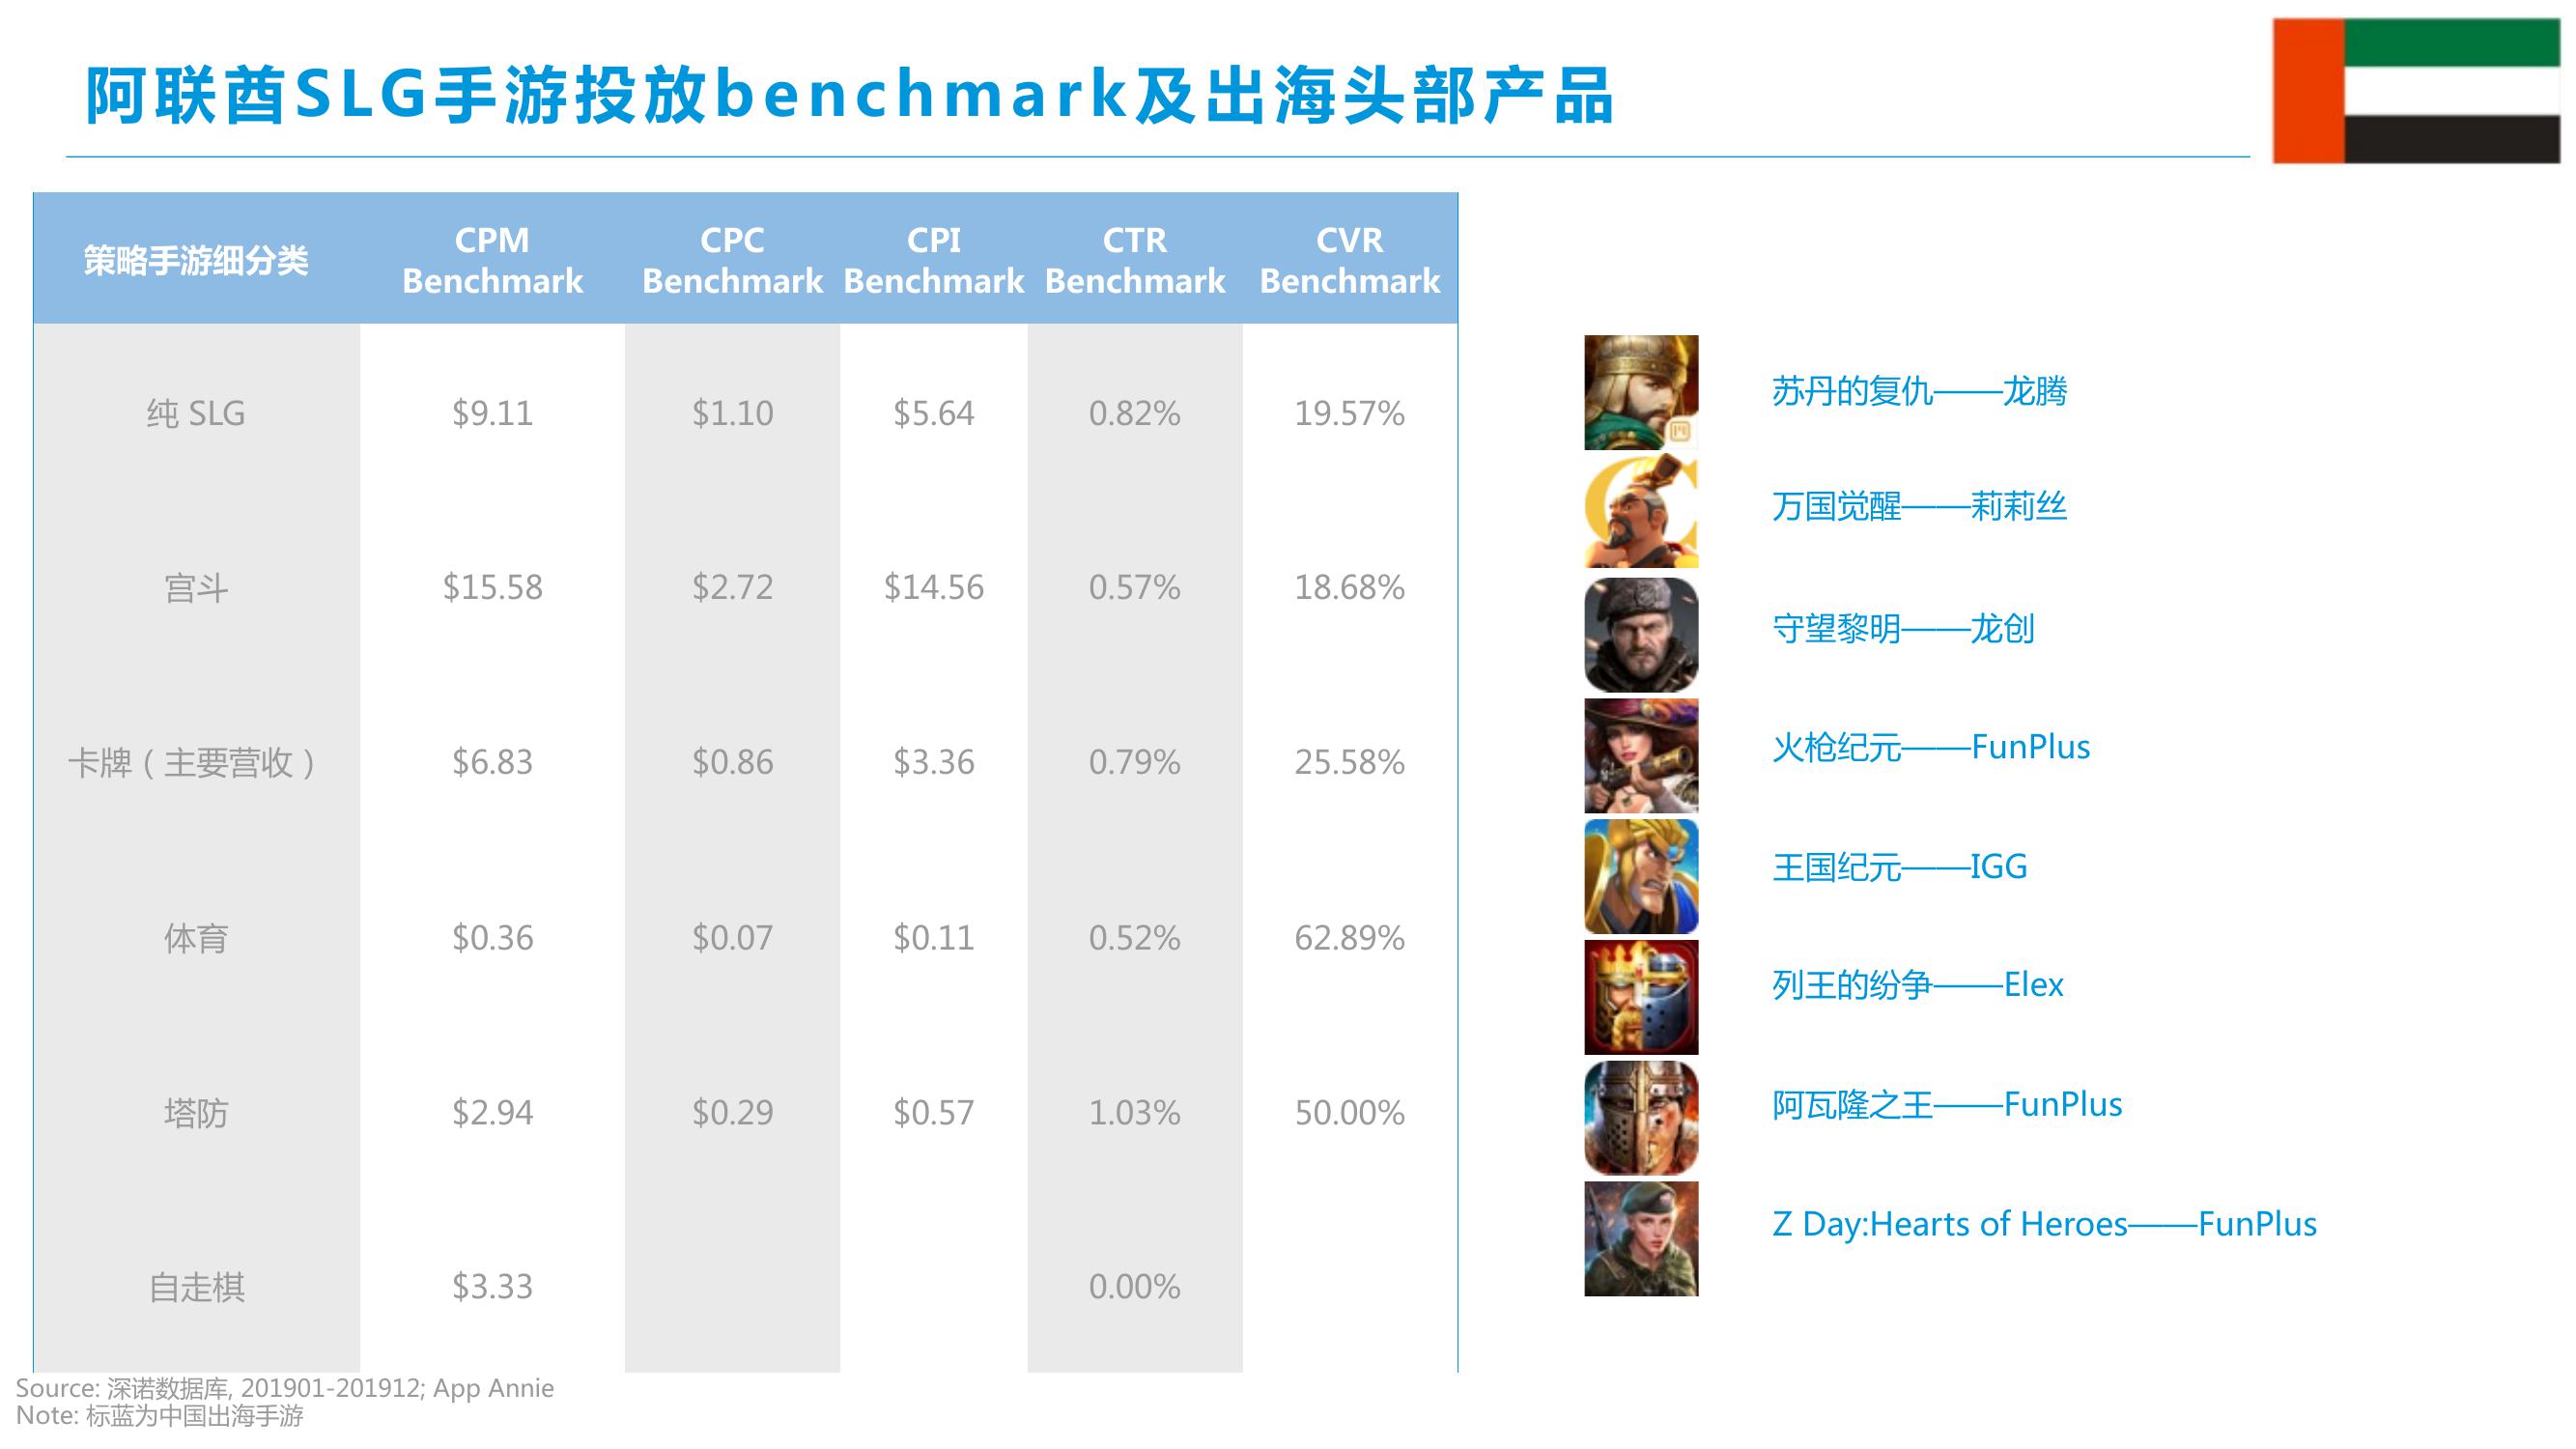 阿联酋SLG手游投放benchmark及出海头部产品
策略手游细分类 CPM Benchmark CPC Benchmark CPI Benchmark CTR Benchmark CVR Benchmark
纯 SLG $9.11 $1.10 $5.64 0.82% 19.57%
宫斗 $15.58 $2.72 $14.56 0.57% 18.68%
卡牌（主要营收） $6.83 $0.86 $3.36 0.79% 25.58%
体育 $0.36 $0.07 $0.11 0.52% 62.89%
塔防 $2.94 $0.29 $0.57 1.03% 50.00%
自走棋 $3.33 0.00%
苏丹的复仇——龙腾
万国觉醒——莉莉丝
守望黎明——龙创
火枪纪元——FunPlus
王国纪元——IGG
列王的纷争——Elex
阿瓦隆之王——FunPlus
Z Day:Hearts of Heroes——FunPlus
Source: 深诺数据库, 201901-201912; App Annie
Note: 标蓝为中国出海手游